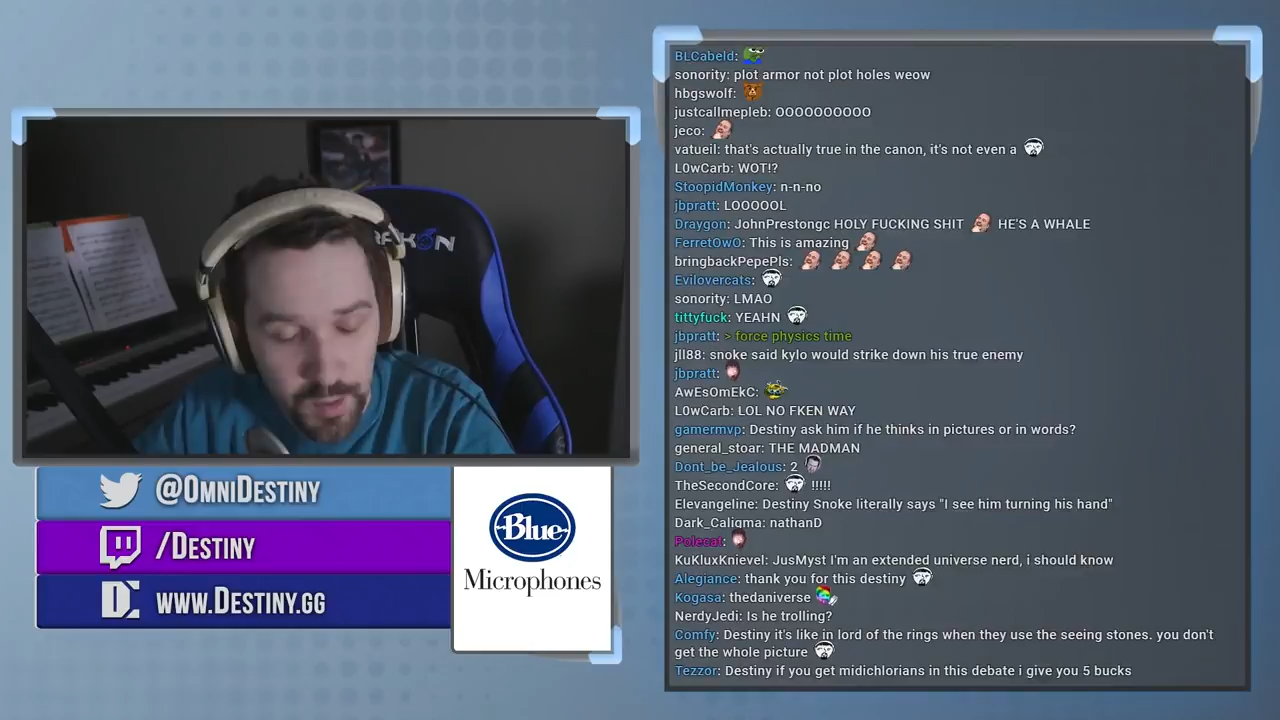 @OmniDestiny
/Destiny
www.Destiny.gg
Blue
Microphones
BLCabeld:
sonority: plot armor not plot holes weow
hbgswolf:
justcallmepleb: OOOOOOOOOO
jeco:
vatueil: that's actually true in the canon, it's not even a
L0wCarb: WOT!?
StoopidMonkey: n-n-no
jbpratt: LOOOOOL
Draygon: JohnPrestongc HOLY FUCKING SHIT HE'S A WHALE
FerretOwO: This is amazing
bringbackPepePls:
Evilovercats:
sonority: LMAO
tittyfuck: YEAHN
jbpratt: > force physics time
jll88: snoke said kylo would strike down his true enemy
jbpratt:
AwEsOmEkC:
L0wCarb: LOL NO FKEN WAY
gamermvp: Destiny ask him if he thinks in pictures or in words?
general_stoar: THE MADMAN
Dont_be_Jealous: 2
TheSecondCore: !!!!!
Elevangeline: Destiny Snoke literally says "I see him turning his hand"
Dark_Caligma: nathanD
Polecat:
KuKluxKnievel: JusMyst I'm an extended universe nerd, i should know
Alegiance: thank you for this destiny
Kogasa: thedaniverse
NerdyJedi: Is he trolling?
Comfy: Destiny it's like in lord of the rings when they use the seeing stones. you don't
get the whole picture
Tezzor: Destiny if you get midichlorians in this debate i give you 5 bucks